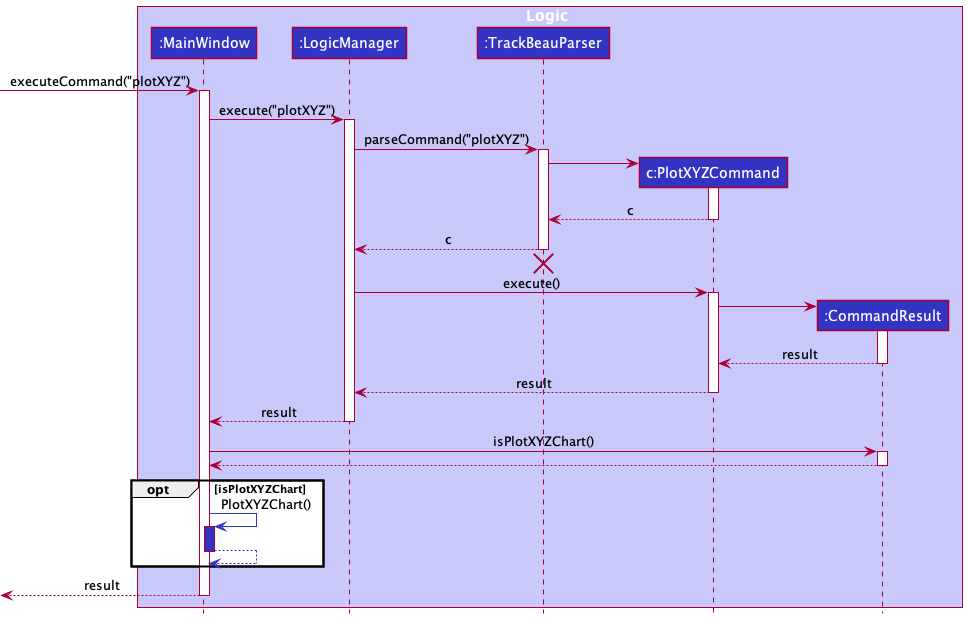 Logic
:MainWindow
:LogicManager
:TrackBeauParser
executeCommand("plotXYZ")
execute("plotXYZ")
parseCommand("plotXYZ")
c:PlotXYZCommand
c
c
execute()
:CommandResult
result
result
result
isPlotXYZChart()
opt [isPlotXYZChart]
PlotXYZChart()
result